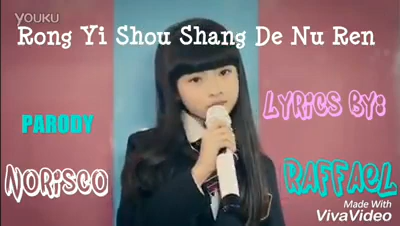 YOUKU
Rong Yi Shou Shang De Nu Ren
LYRICS BY:
PARODY
NORISCO
RAFFAEL
Made With
VivaVideo